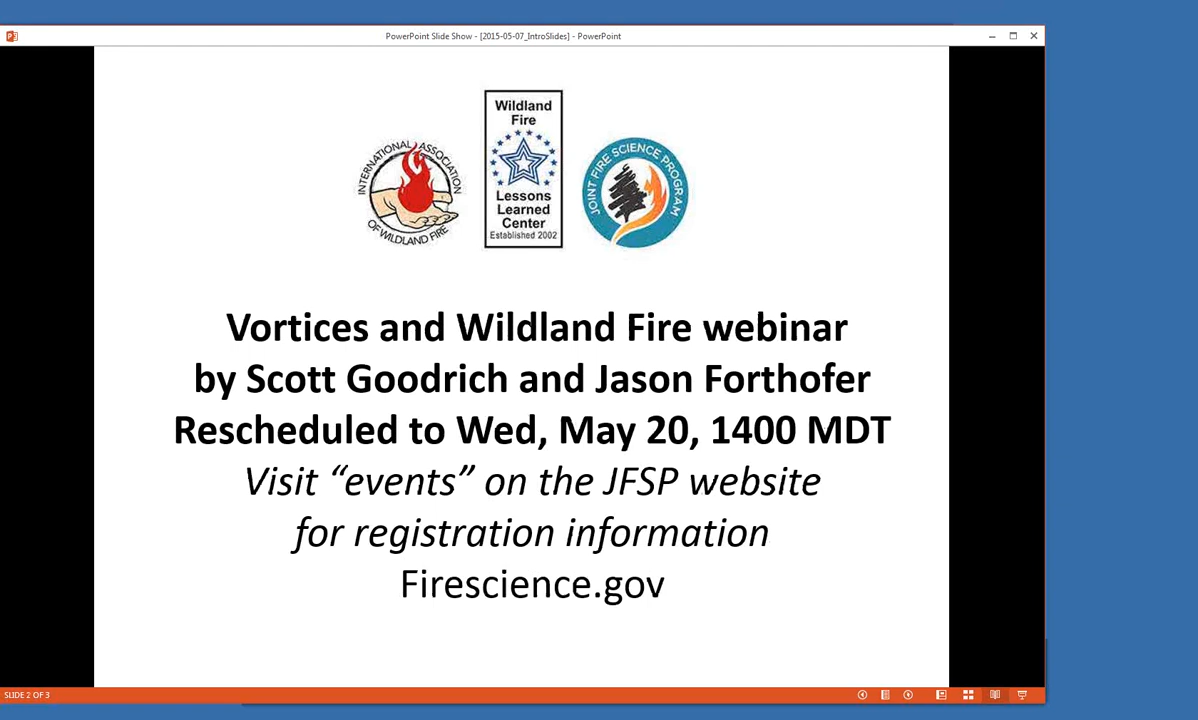 PowerPoint Slide Show - [2015-05-07_IntroSlides] - PowerPoint
INTERNATIONAL ASSOCIATION
OF WILDLAND FIRE
Wildland
Fire
Lessons
Learned
Center
Established 2002
JOINT FIRE SCIENCE PROGRAM
Vortices and Wildland Fire webinar
by Scott Goodrich and Jason Forthofer
Rescheduled to Wed, May 20, 1400 MDT
Visit “events” on the JFSP website
for registration information
Firescience.gov
SLIDE 2 OF 3